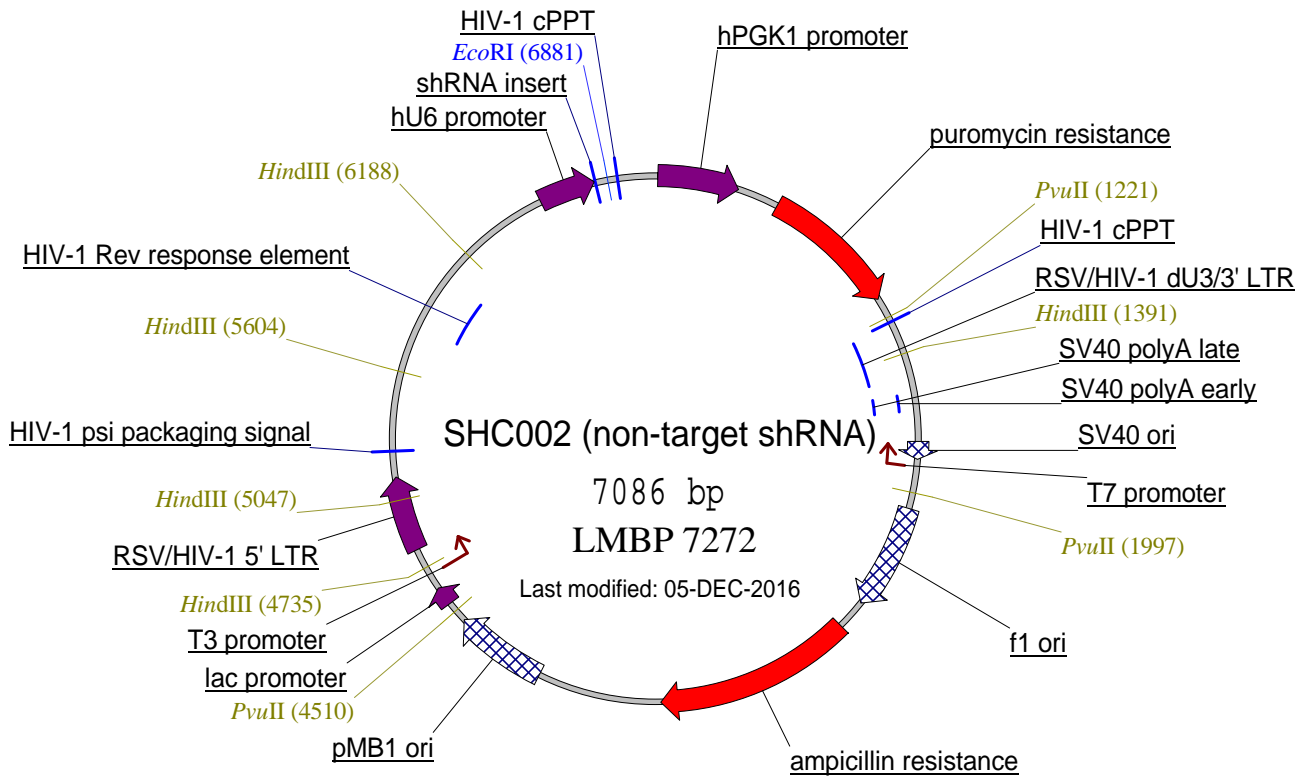 HIV-1 cPPT
hPGK1 promoter
EcoRI (6881)
shRNA insert
hU6 promoter
puromycin resistance
HindIII (6188)
PvuII (1221)
HIV-1 cPPT
HIV-1 Rev response element
RSV/HIV-1 dU3/3' LTR
HindIII (5604)
HindIII (1391)
SV40 polyA late
SV40 polyA early
HIV-1 psi packaging signal
SHC002 (non-target shRNA)
SV40 ori
7086 bp
T7 promoter
HindIII (5047)
LMBP 7272
PvuII (1997)
RSV/HIV-1 5' LTR
Last modified: 05-DEC-2016
HindIII (4735)
T3 promoter
f1 ori
lac promoter
PvuII (4510)
pMB1 ori
ampicillin resistance